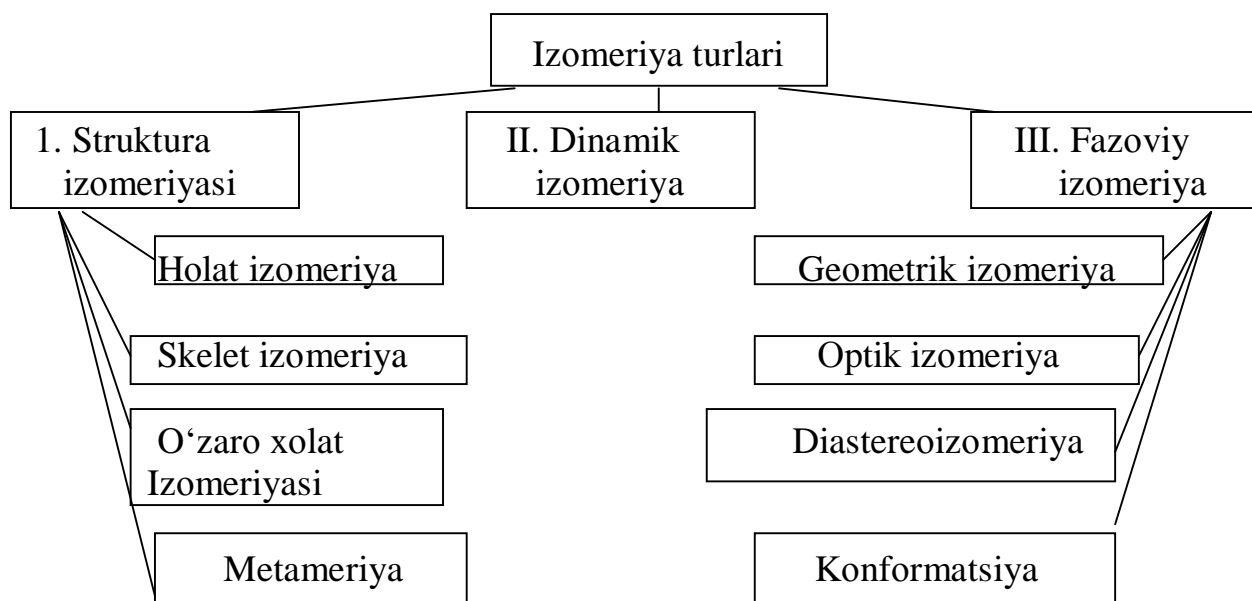 Izomeriya turlari
1. Struktura
izomeriyasi
II. Dinamik
izomeriya
III. Fazoviy
izomeriya
Holat izomeriya
Geometrik izomeriya
Skelet izomeriya
Optik izomeriya
O‘zaro xolat
Izomeriyasi
Diastereoizomeriya
Metameriya
Konformatsiya